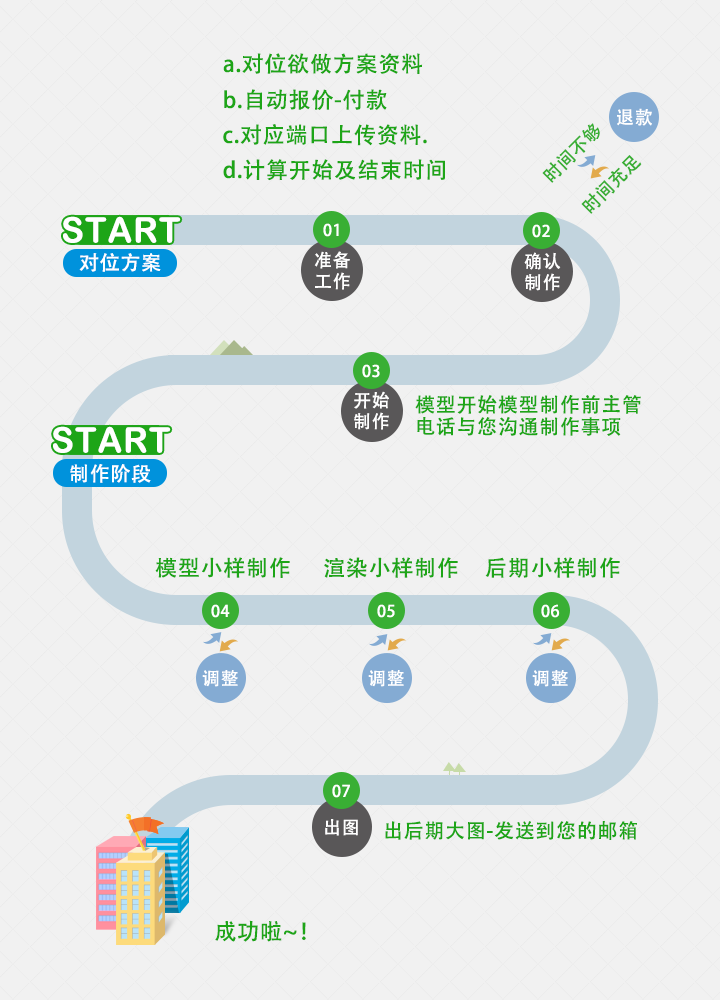 a.对位欲做方案资料
b.自动报价-付款
c.对应端口上传资料.
d.计算开始及结束时间
退款
时间不够
时间充足
START
对位方案
01
准备
工作
02
确认
制作
03
开始
制作
模型开始模型制作前主管
电话与您沟通制作事项
START
制作阶段
模型小样制作
渲染小样制作
后期小样制作
04
05
06
调整
调整
调整
07
出图
出后期大图-发送到您的邮箱
成功啦~!